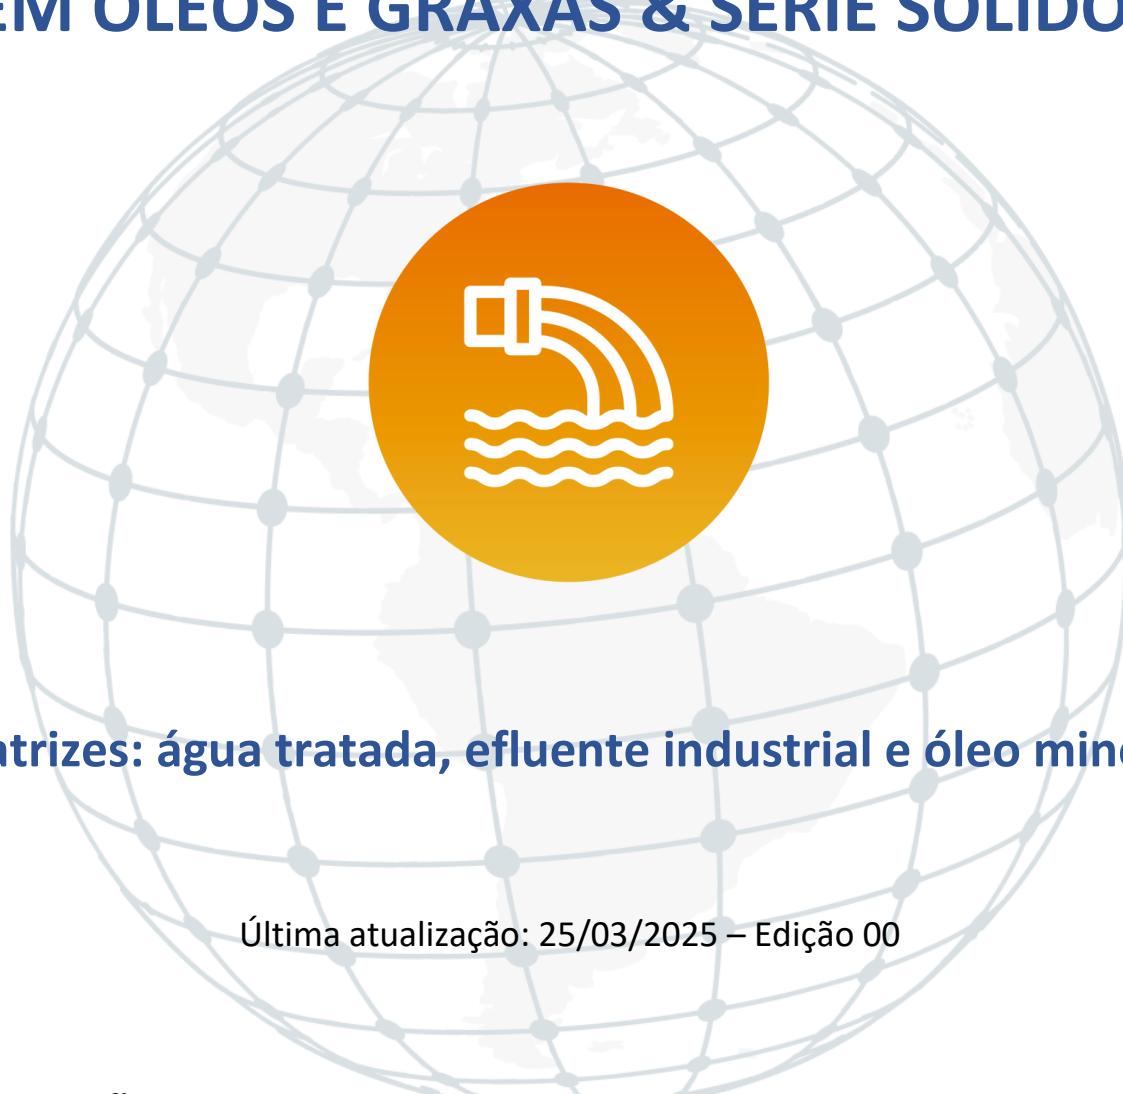 EM ÓLEOS E GRAXAS & SÉRIE SÓLIDO
atrizes: água tratada, efluente industrial e óleo min
Última atualização: 25/03/2025 – Edição 00